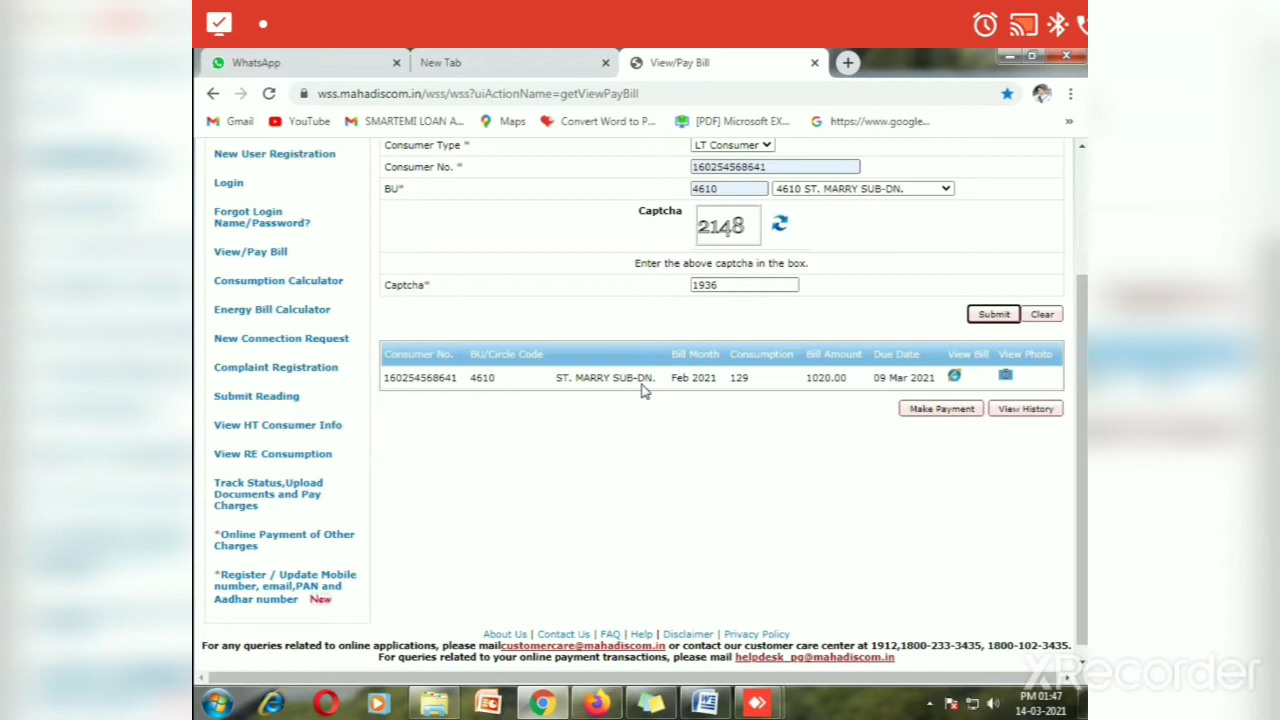 WhatsApp
New Tab
View/Pay Bill
wss.mahadiscom.in/wss/wss?uiActionName=getViewPayBill
Gmail YouTube SMARTEMI LOAN A... Maps Convert Word to P... [PDF] Microsoft EX... https://www.google... »
New User Registration
Login
Forgot Login
Name/Password?
View/Pay Bill
Consumption Calculator
Energy Bill Calculator
New Connection Request
Complaint Registration
Submit Reading
View HT Consumer Info
View RE Consumption
Track Status,Upload
Documents and Pay
Charges
*Online Payment of Other
Charges
*Register / Update Mobile
number, email,PAN and
Aadhar number New
Consumer Type * LT Consumer
Consumer No. * 160254568641
BU* 4610 4610 ST. MARRY SUB-DN.
Captcha 2148
Enter the above captcha in the box.
Captcha* 1936
Submit Clear
Consumer No. BU/Circle Code Bill Month Consumption Bill Amount Due Date View Bill View Photo
160254568641 4610 ST. MARRY SUB-DN. Feb 2021 129 1020.00 09 Mar 2021
Make Payment View History
About Us | Contact Us | FAQ | Help | Disclaimer | Privacy Policy
For any queries related to online applications, please mailcustomercare@mahadiscom.in or contact our customer care center at 1912,1800-233-3435, 1800-102-3435.
For queries related to your online payment transactions, please mail helpdesk_pg@mahadiscom.in
XRecorder
PM 01:47
14-03-2021